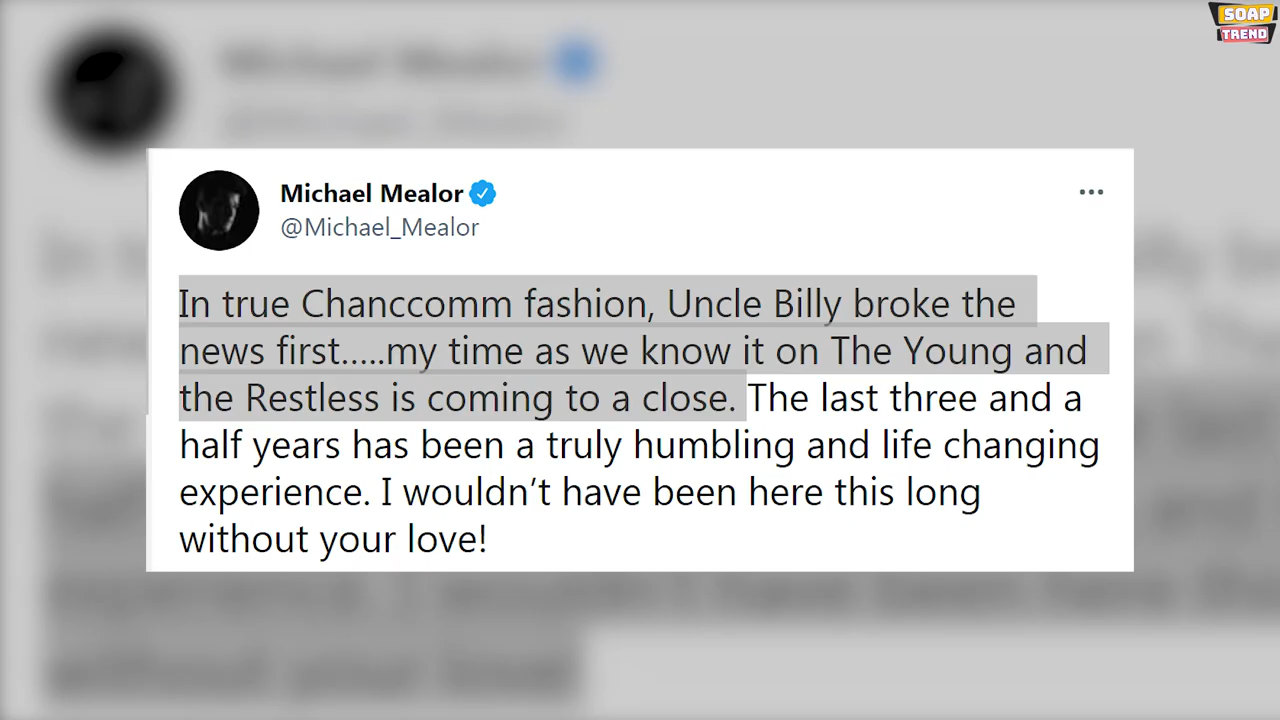 SOAP
TREND
Michael Mealor
@Michael_Mealor
In true Chanccomm fashion, Uncle Billy broke the
news first.....my time as we know it on The Young and
the Restless is coming to a close. The last three and a
half years has been a truly humbling and life changing
experience. I wouldn't have been here this long
without your love!